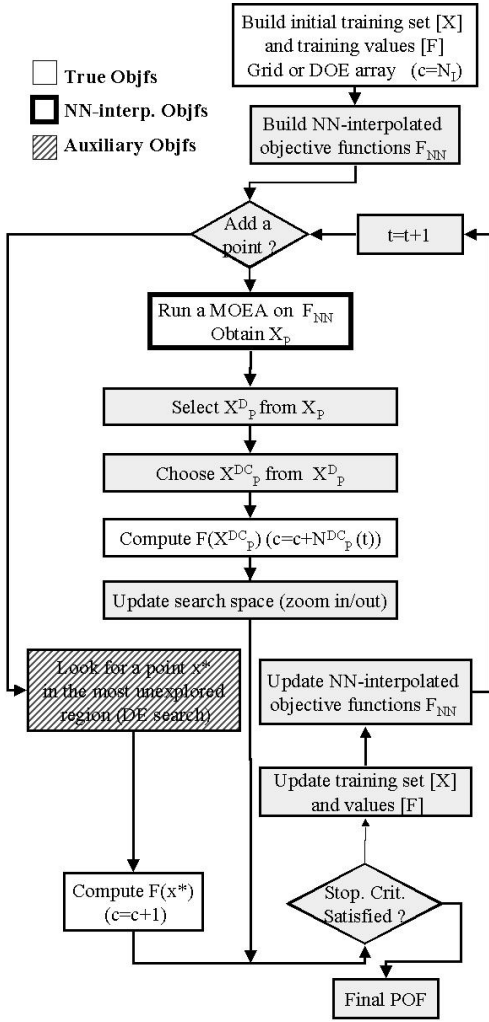 Build initial training set [X]
and training values [F]
Grid or DOE array (c=N_I)
True Objfs
NN-interp. Objfs
Auxiliary Objfs
Build NN-interpolated
objective functions F_NN
Add a
point ?
t=t+1
Run a MOEA on F_NN
Obtain X_P
Select X^D_P from X_P
Choose X^DC_P from X^D_P
Compute F(X^DC_P) (c=c+N^DC_P(t))
Update search space (zoom in/out)
Look for a point x*
in the most unexplored
region (DE search)
Update NN-interpolated
objective functions F_NN
Update training set [X]
and values [F]
Compute F(x*)
(c=c+1)
Stop. Crit.
Satisfied ?
Final POF